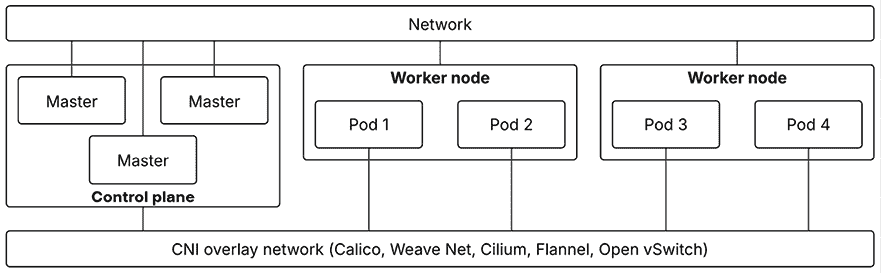 Network
Master
Master
Master
Control plane
Worker node
Pod 1
Pod 2
Worker node
Pod 3
Pod 4
CNI overlay network (Calico, Weave Net, Cilium, Flannel, Open vSwitch)